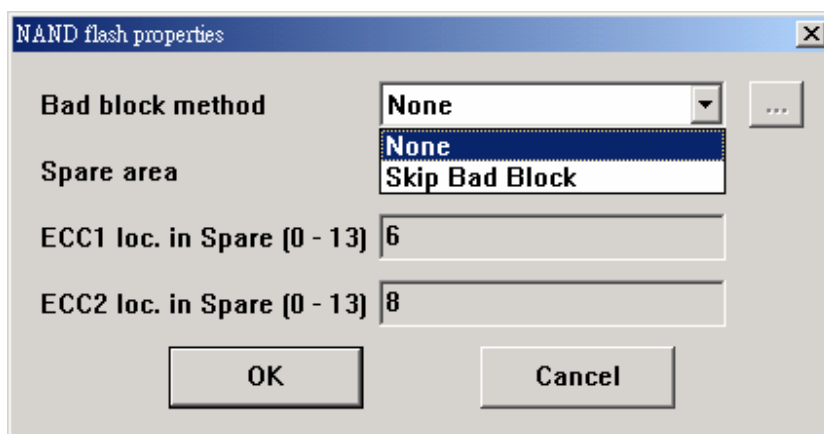 NAND flash properties
Bad block method None ...
None
Skip Bad Block
Spare area
ECC1 loc. in Spare (0 - 13) 6
ECC2 loc. in Spare (0 - 13) 8
OK Cancel